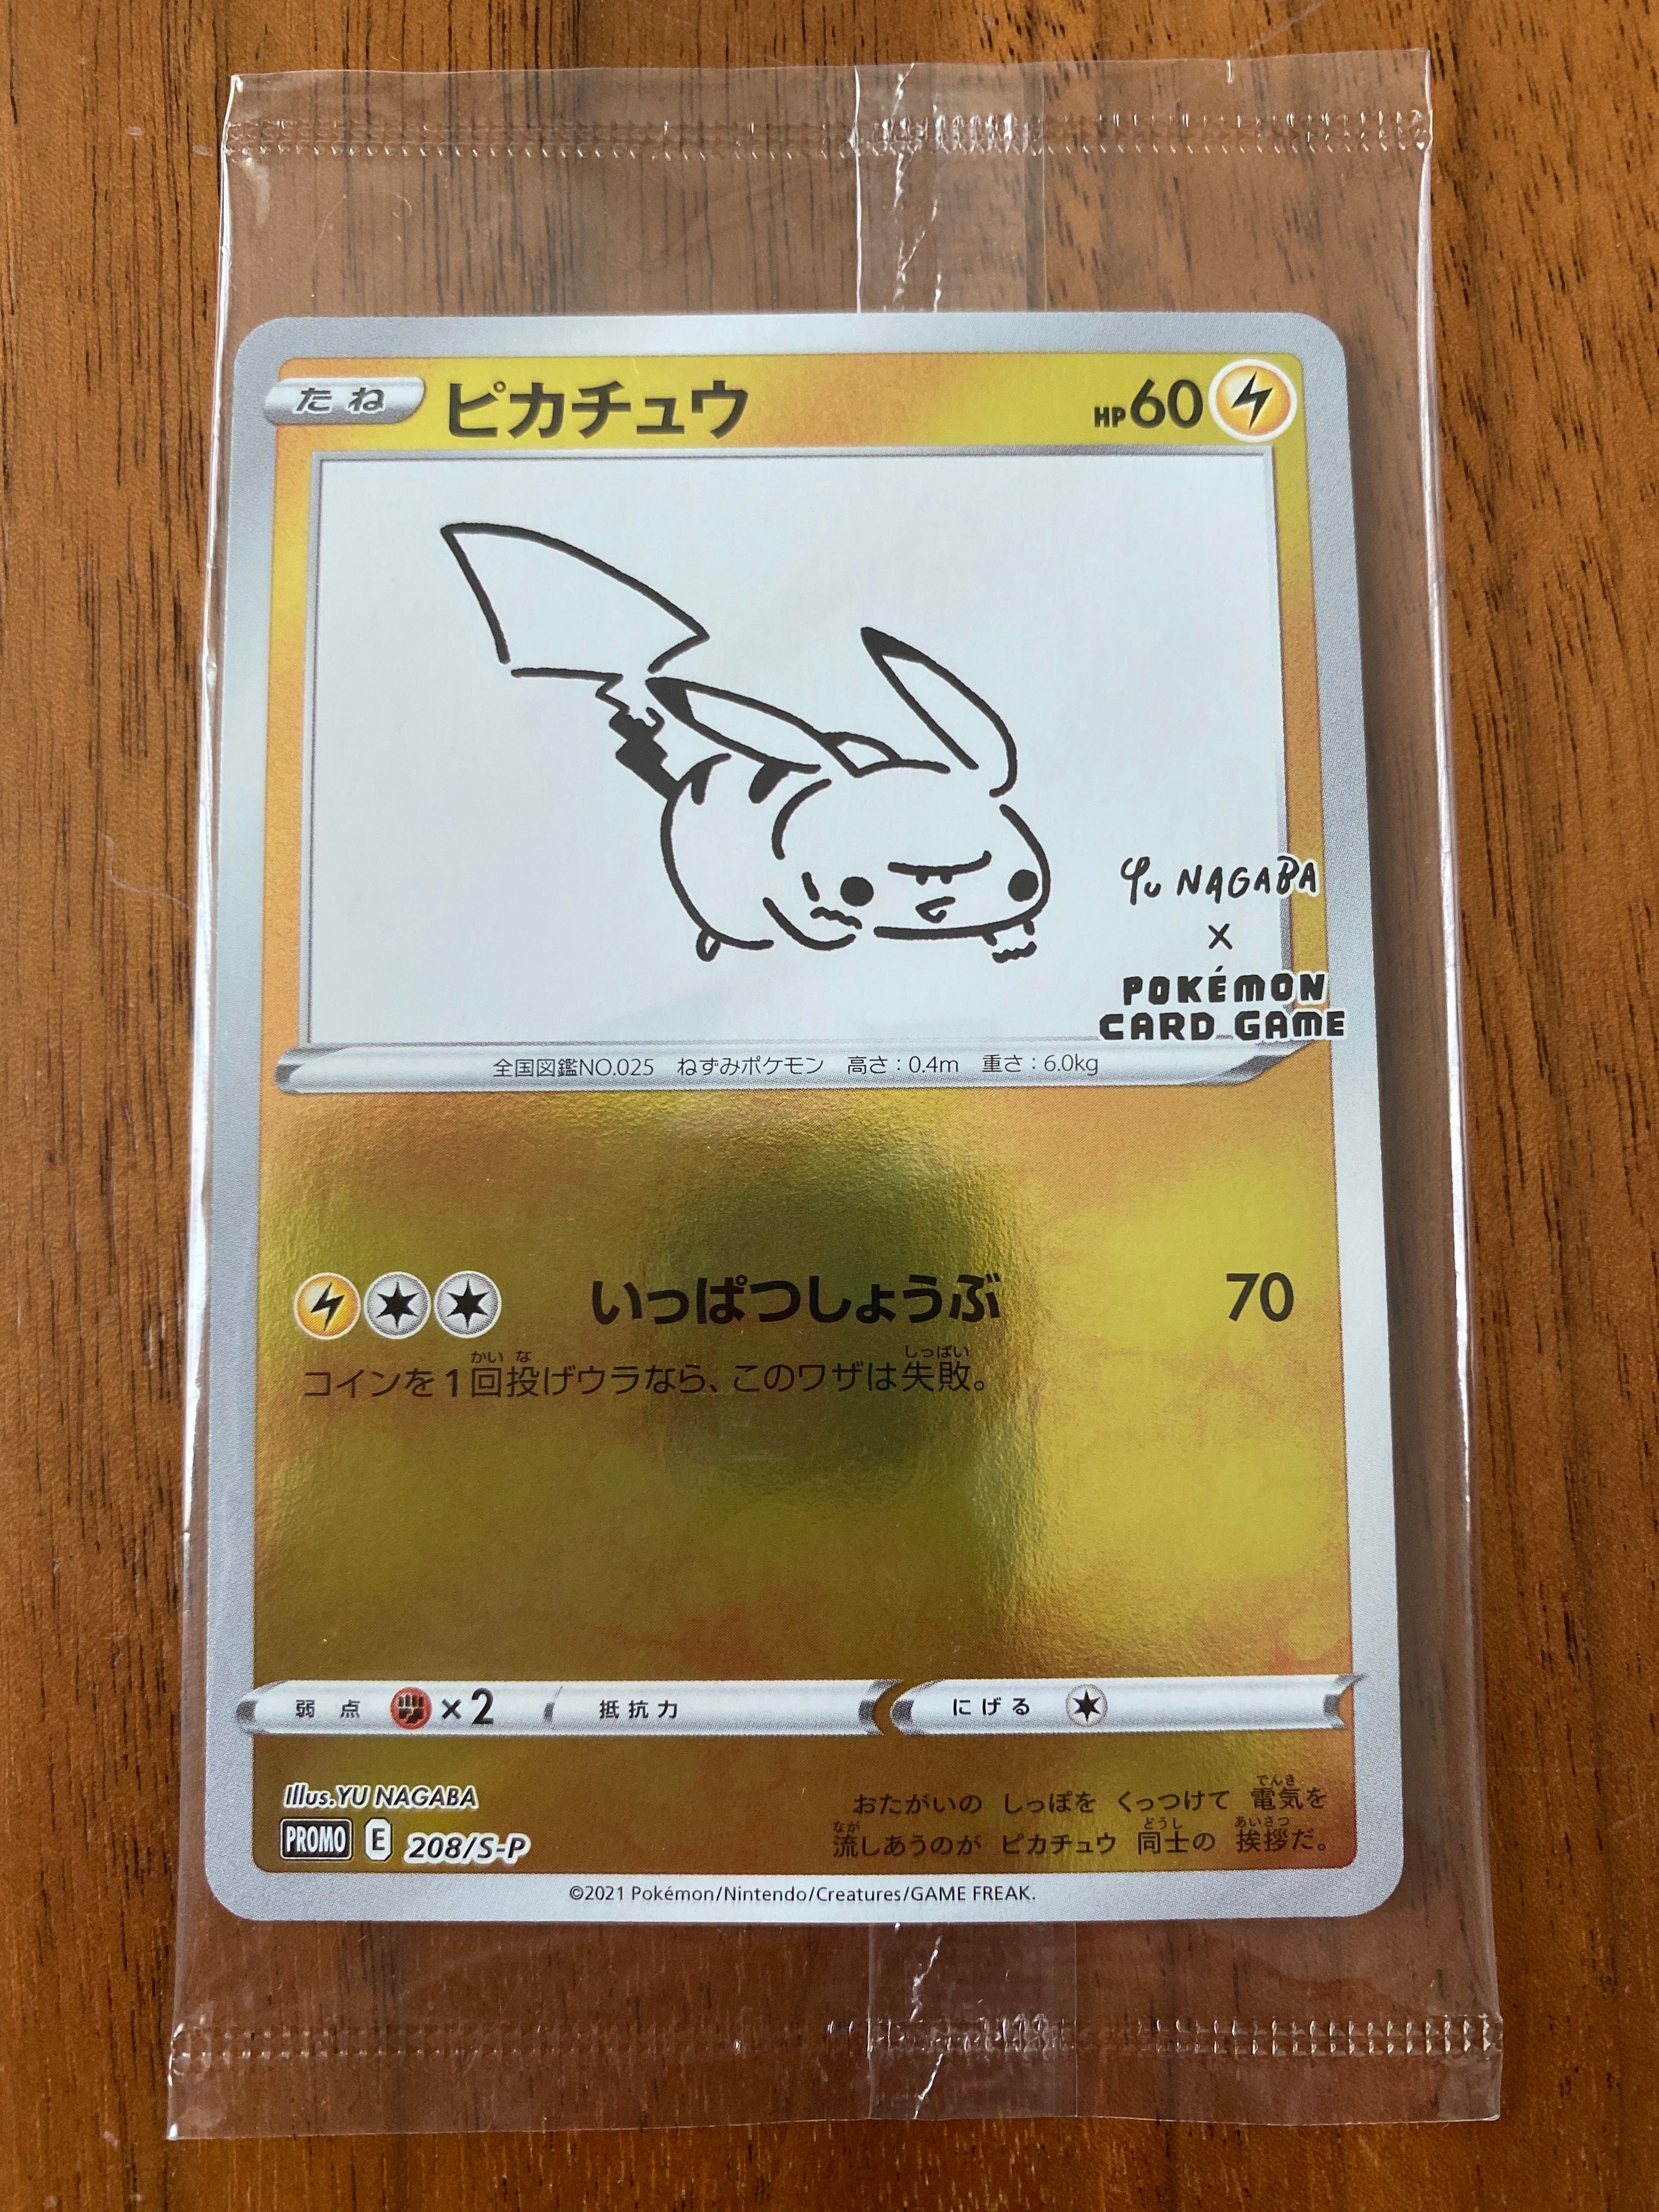 たね ピカチュウ HP60
Yu NAGABA
×
POKÉMON
CARD GAME
全国図鑑NO.025 ねずみポケモン 高さ:0.4m 重さ:6.0kg
いっぱつしょうぶ 70
かい な しっぱい
コインを1回投げウラなら、このワザは失敗。
弱点 ×2 抵抗力 にげる
Illus.YU NAGABA
PROMO E 208/S-P
でんき
おたがいの しっぽを くっつけて 電気を
なが どうし あいさつ
流しあうのが ピカチュウ 同士の 挨拶だ。
©2021 Pokémon/Nintendo/Creatures/GAME FREAK.